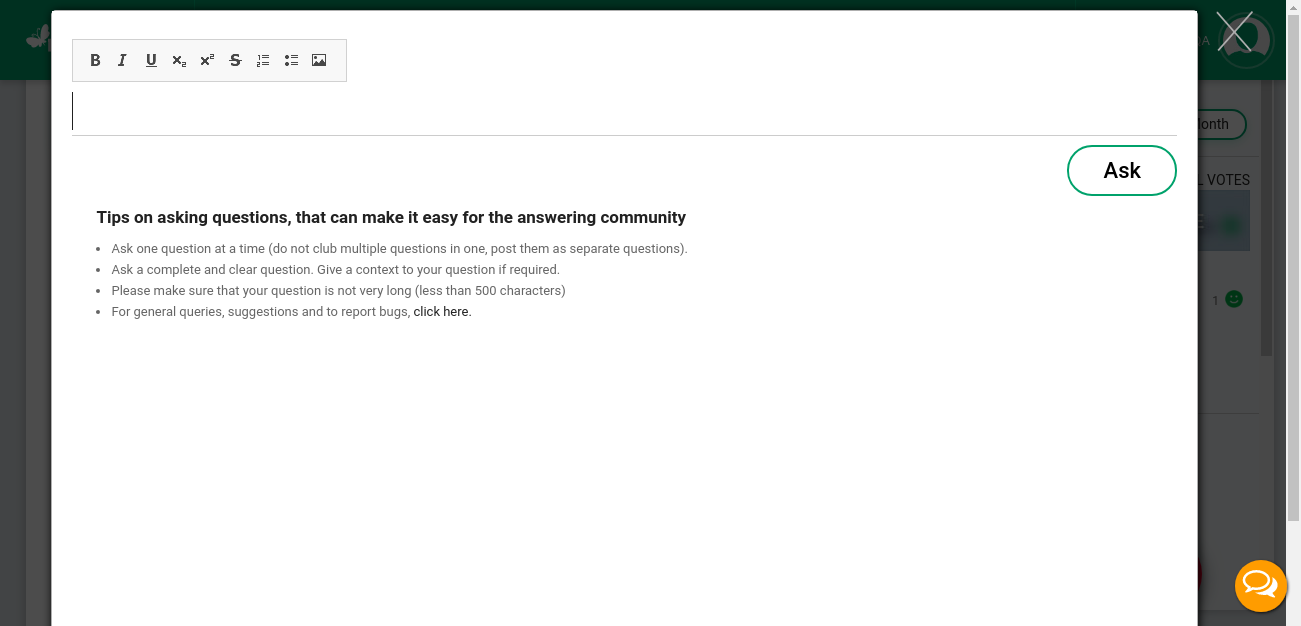 Ask
Tips on asking questions, that can make it easy for the answering community
Ask one question at a time (do not club multiple questions in one, post them as separate questions).
Ask a complete and clear question. Give a context to your question if required.
Please make sure that your question is not very long (less than 500 characters)
For general queries, suggestions and to report bugs, click here.
VOTES
1